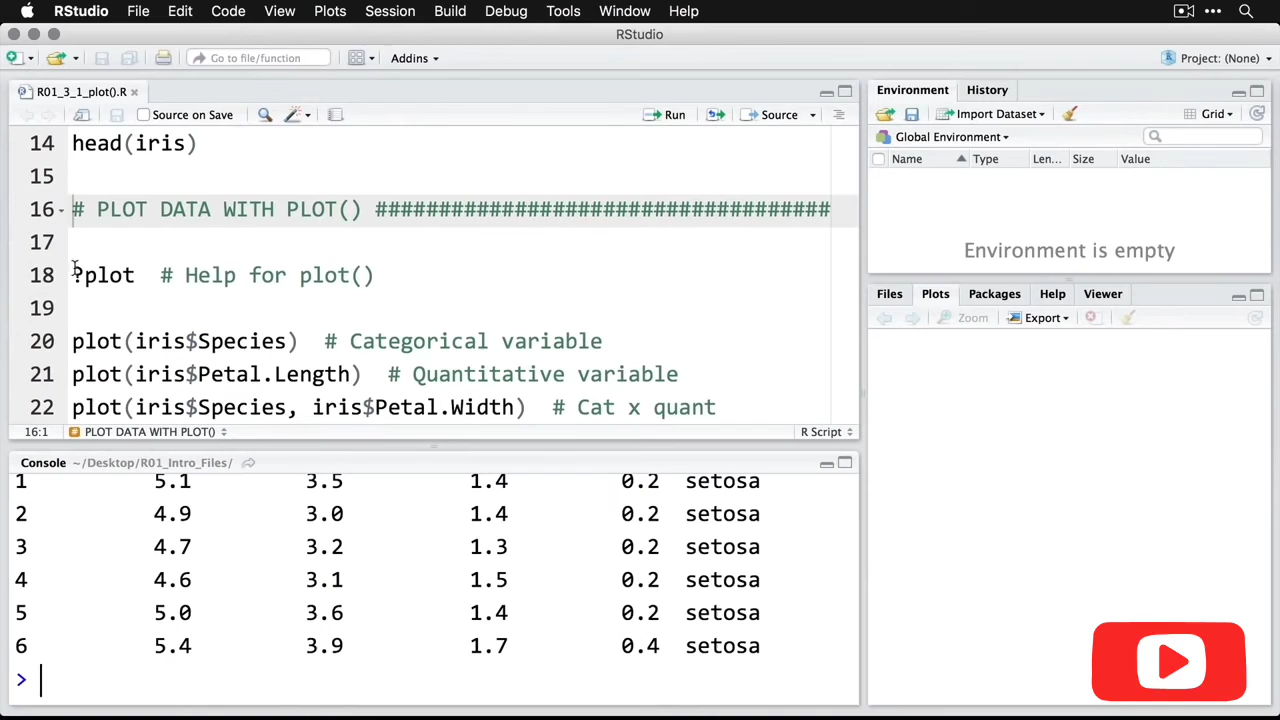 RStudio File Edit Code View Plots Session Build Debug Tools Window Help
RStudio
Go to file/function Addins Project: (None)
R01_3_1_plot().R
Source on Save Run Source
14 head(iris)
15
16 # PLOT DATA WITH PLOT() ####################################
17
18 ?plot # Help for plot()
19
20 plot(iris$Species) # Categorical variable
21 plot(iris$Petal.Length) # Quantitative variable
22 plot(iris$Species, iris$Petal.Width) # Cat x quant
16:1 PLOT DATA WITH PLOT() R Script
Console ~/Desktop/R01_Intro_Files/
1 5.1 3.5 1.4 0.2 setosa
2 4.9 3.0 1.4 0.2 setosa
3 4.7 3.2 1.3 0.2 setosa
4 4.6 3.1 1.5 0.2 setosa
5 5.0 3.6 1.4 0.2 setosa
6 5.4 3.9 1.7 0.4 setosa
>
Environment History
Import Dataset Grid
Global Environment
Name Type Len... Size Value
Environment is empty
Files Plots Packages Help Viewer
Zoom Export